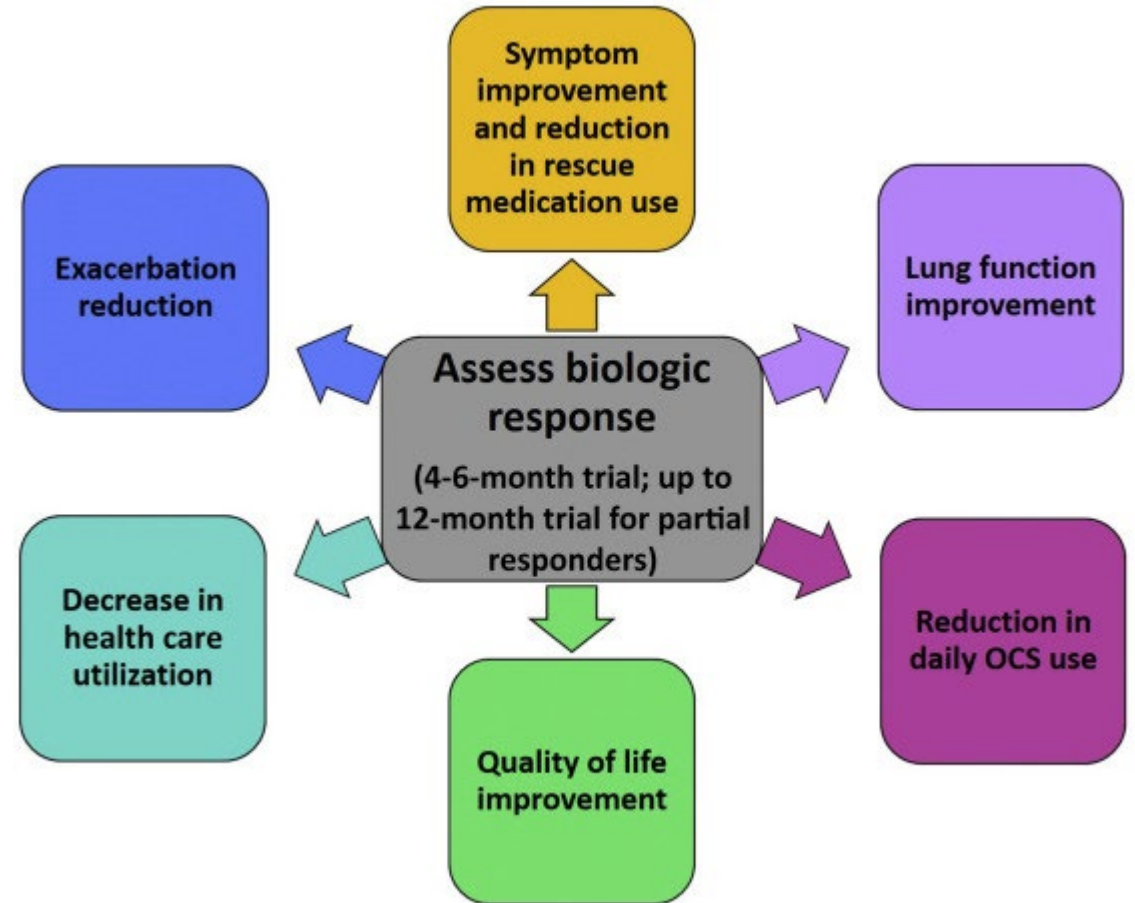 Symptom
improvement
and reduction
in rescue
medication use
Exacerbation
reduction
Lung function
improvement
Assess biologic
response
(4-6-month trial; up to
12-month trial for partial
responders)
Decrease in
health care
utilization
Reduction in
daily OCS use
Quality of life
improvement